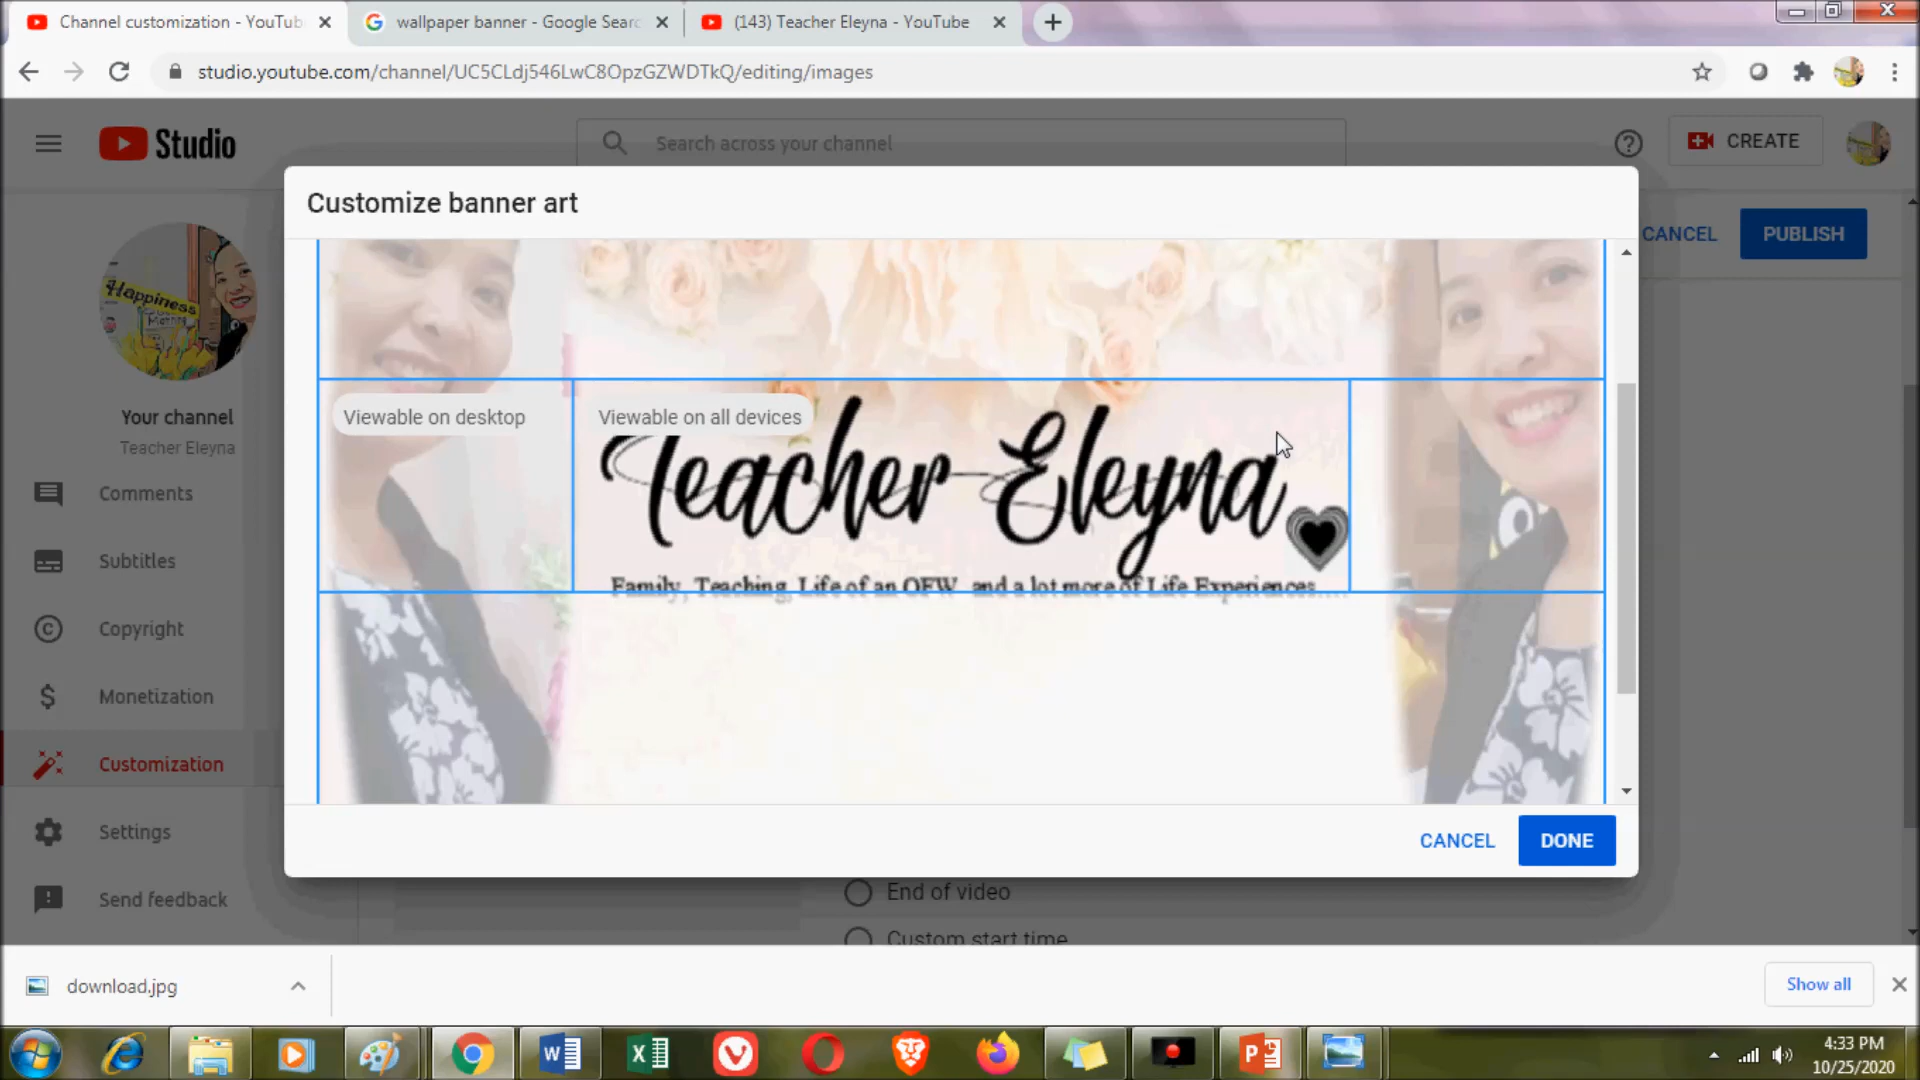 Channel customization - YouTub
wallpaper banner - Google Searc
(143) Teacher Eleyna - YouTube
studio.youtube.com/channel/UC5CLdj546LwC8OpzGZWDTkQ/editing/images
Studio
Search across your channel
CREATE
Customize banner art
CANCEL
PUBLISH
Happiness
Your channel
Teacher Eleyna
Viewable on desktop
Viewable on all devices
Teacher Eleyna
Family, Teaching, Life of an OFW, and a lot more of Life Experiences....
Comments
Subtitles
Copyright
Monetization
Customization
Settings
Send feedback
CANCEL
DONE
End of video
Custom start time
download.jpg
Show all
4:33 PM
10/25/2020